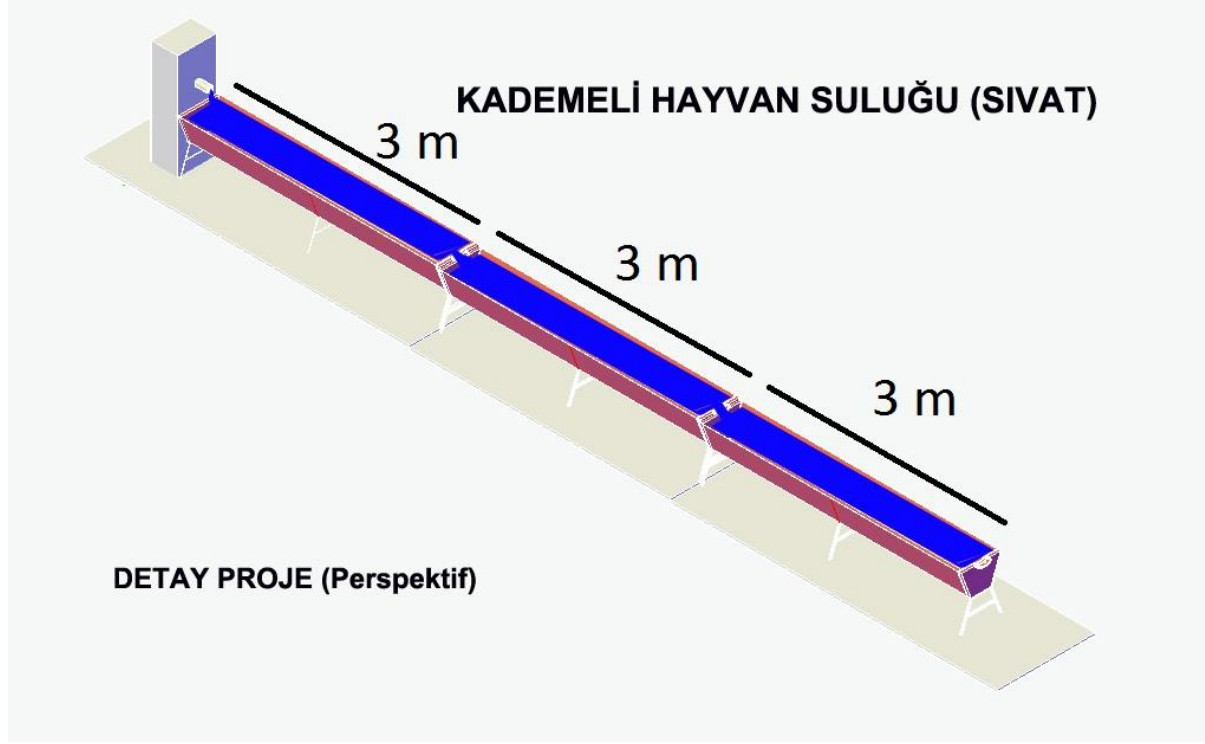 KADEMELİ HAYVAN SULUĞU (SIVAT)
3 m
3 m
3 m
DETAY PROJE (Perspektif)